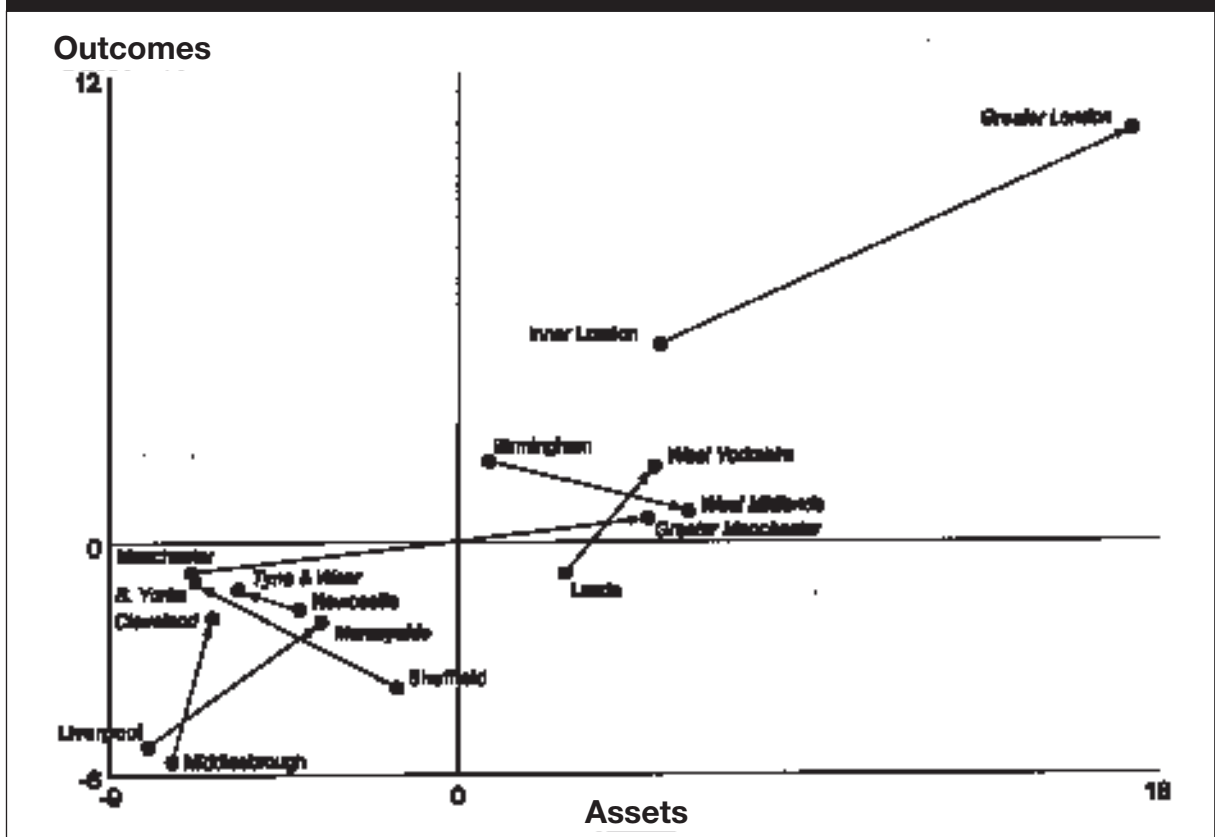 Outcomes
12
Greater London
Inner London
Birmingham
West Yorkshire
West Midlands
Greater Manchester
0
Manchester
Tyne & Wear
S. Yorks
Leeds
Newcastle
Cleveland
Merseyside
Sheffield
Liverpool
Middlesbrough
-6
-9
0
18
Assets